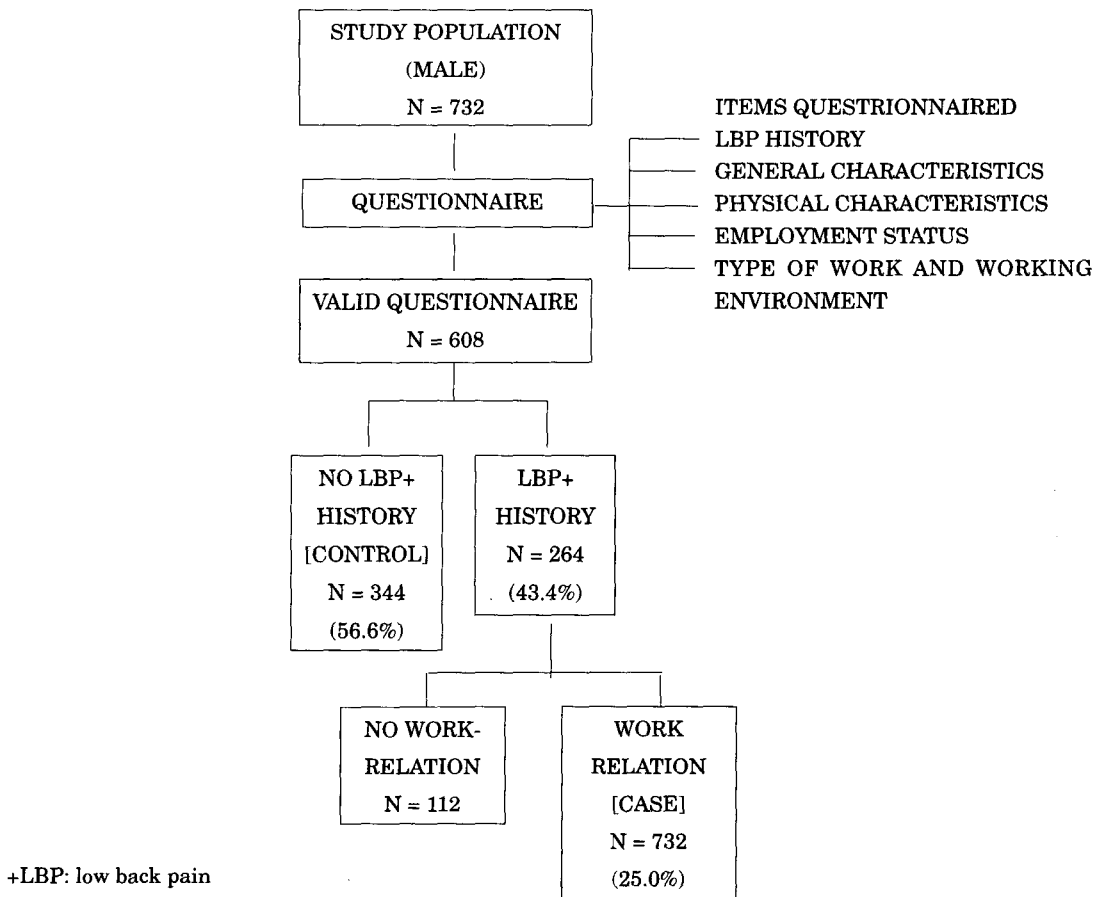 STUDY POPULATION
(MALE)
N = 732
ITEMS QUESTRIONNAIRED
LBP HISTORY
GENERAL CHARACTERISTICS
PHYSICAL CHARACTERISTICS
EMPLOYMENT STATUS
TYPE OF WORK AND WORKING
ENVIRONMENT
QUESTIONNAIRE
VALID QUESTIONNAIRE
N = 608
NO LBP+
HISTORY
[CONTROL]
N = 344
(56.6%)
LBP+
HISTORY
N = 264
(43.4%)
NO WORK-
RELATION
N = 112
WORK
RELATION
[CASE]
N = 732
(25.0%)
+LBP: low back pain